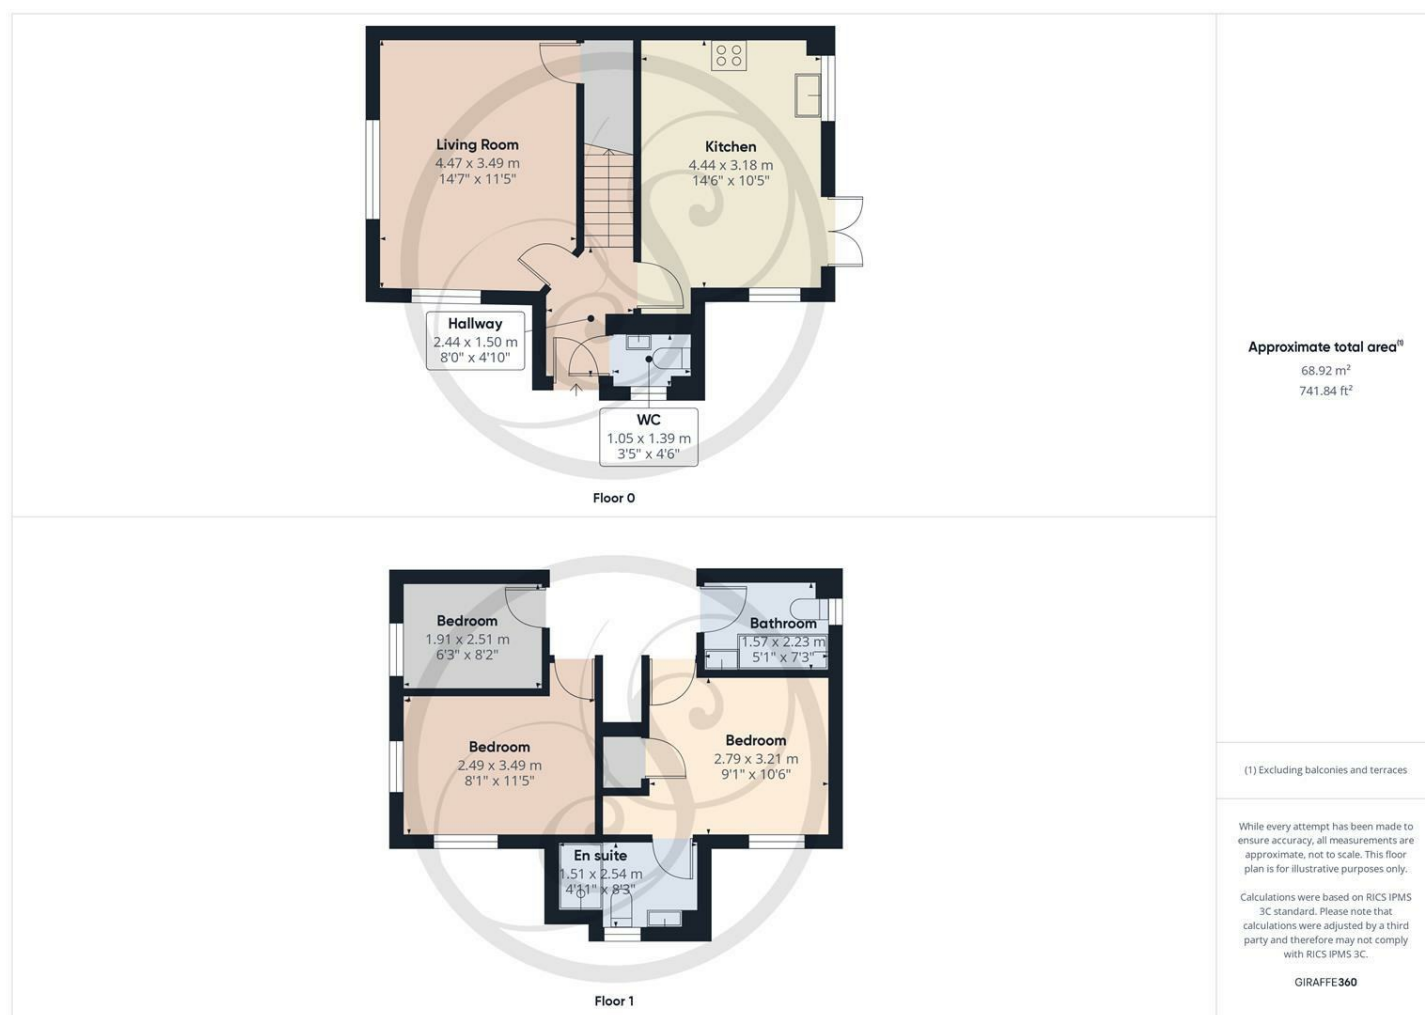 Living Room
4.47 x 3.49 m
14'7" x 11'5"
Kitchen
4.44 x 3.18 m
14'6" x 10'5"
Hallway
2.44 x 1.50 m
8'0" x 4'10"
WC
1.05 x 1.39 m
3'5" x 4'6"
Floor 0
Bedroom
1.91 x 2.51 m
6'3" x 8'2"
Bathroom
1.57 x 2.23 m
5'1" x 7'3"
Bedroom
2.49 x 3.49 m
8'1" x 11'5"
Bedroom
2.79 x 3.21 m
9'1" x 10'6"
En suite
1.51 x 2.54 m
4'11" x 8'3"
Floor 1
Approximate total area⁽¹⁾
68.92 m²
741.84 ft²
(1) Excluding balconies and terraces
While every attempt has been made to
ensure accuracy, all measurements are
approximate, not to scale. This floor
plan is for illustrative purposes only.
Calculations were based on RICS IPMS
3C standard. Please note that
calculations were adjusted by a third
party and therefore may not comply
with RICS IPMS 3C.
GIRAFFE360